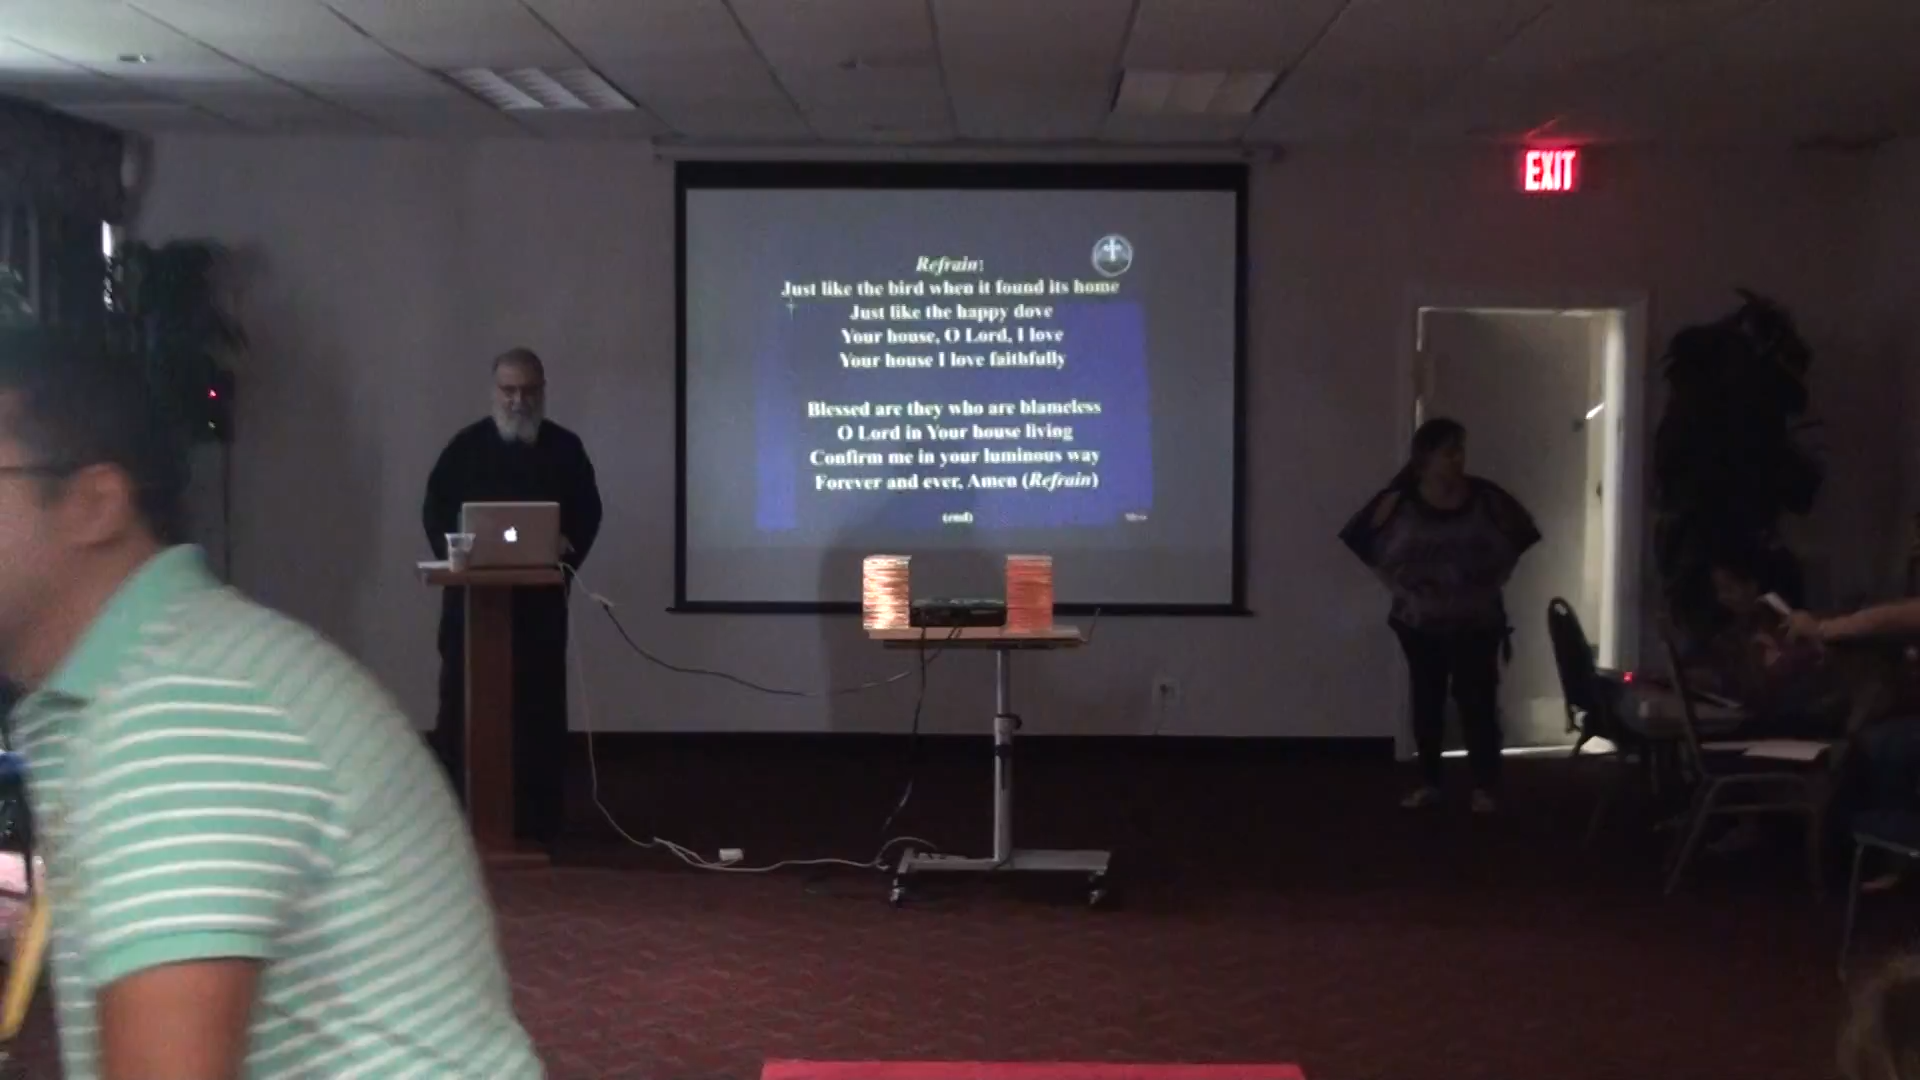 EXIT
Refrain:
Just like the bird when it found its home
Just like the happy dove
Your house, O Lord, I love
Your house I love faithfully
Blessed are they who are blameless
O Lord in Your house living
Confirm me in your luminous way
Forever and ever, Amen (Refrain)
(end)